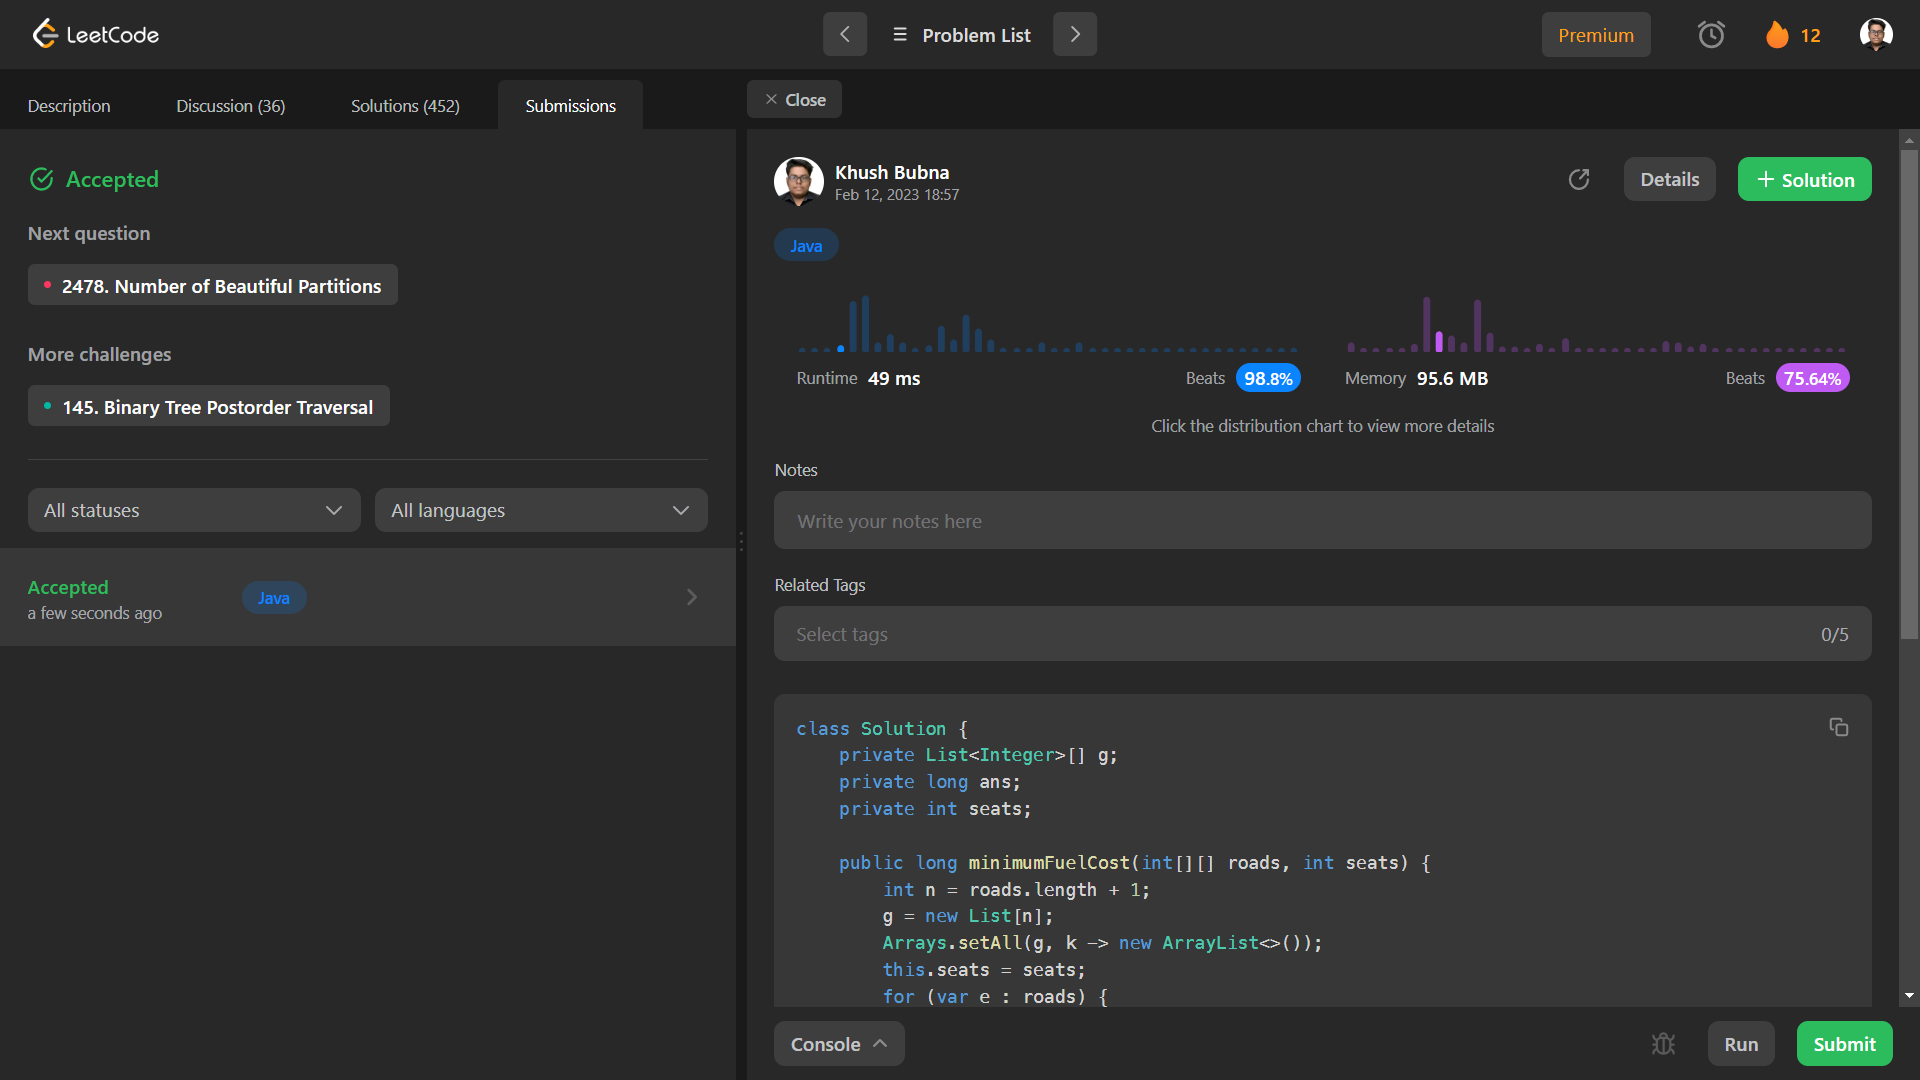 LeetCode
Problem List
Premium
12
Description
Discussion (36)
Solutions (452)
Submissions
Close
Accepted
Next question
2478. Number of Beautiful Partitions
More challenges
145. Binary Tree Postorder Traversal
All statuses
All languages
Accepted
a few seconds ago
Java
Khush Bubna
Feb 12, 2023 18:57
Details
+ Solution
Java
Runtime 49 ms
Beats 98.8%
Memory 95.6 MB
Beats 75.64%
Click the distribution chart to view more details
Notes
Write your notes here
Related Tags
Select tags
0/5
class Solution {
    private List<Integer>[] g;
    private long ans;
    private int seats;
    public long minimumFuelCost(int[][] roads, int seats) {
        int n = roads.length + 1;
        g = new List[n];
        Arrays.setAll(g, k -> new ArrayList<>());
        this.seats = seats;
        for (var e : roads) {
Console
Run
Submit